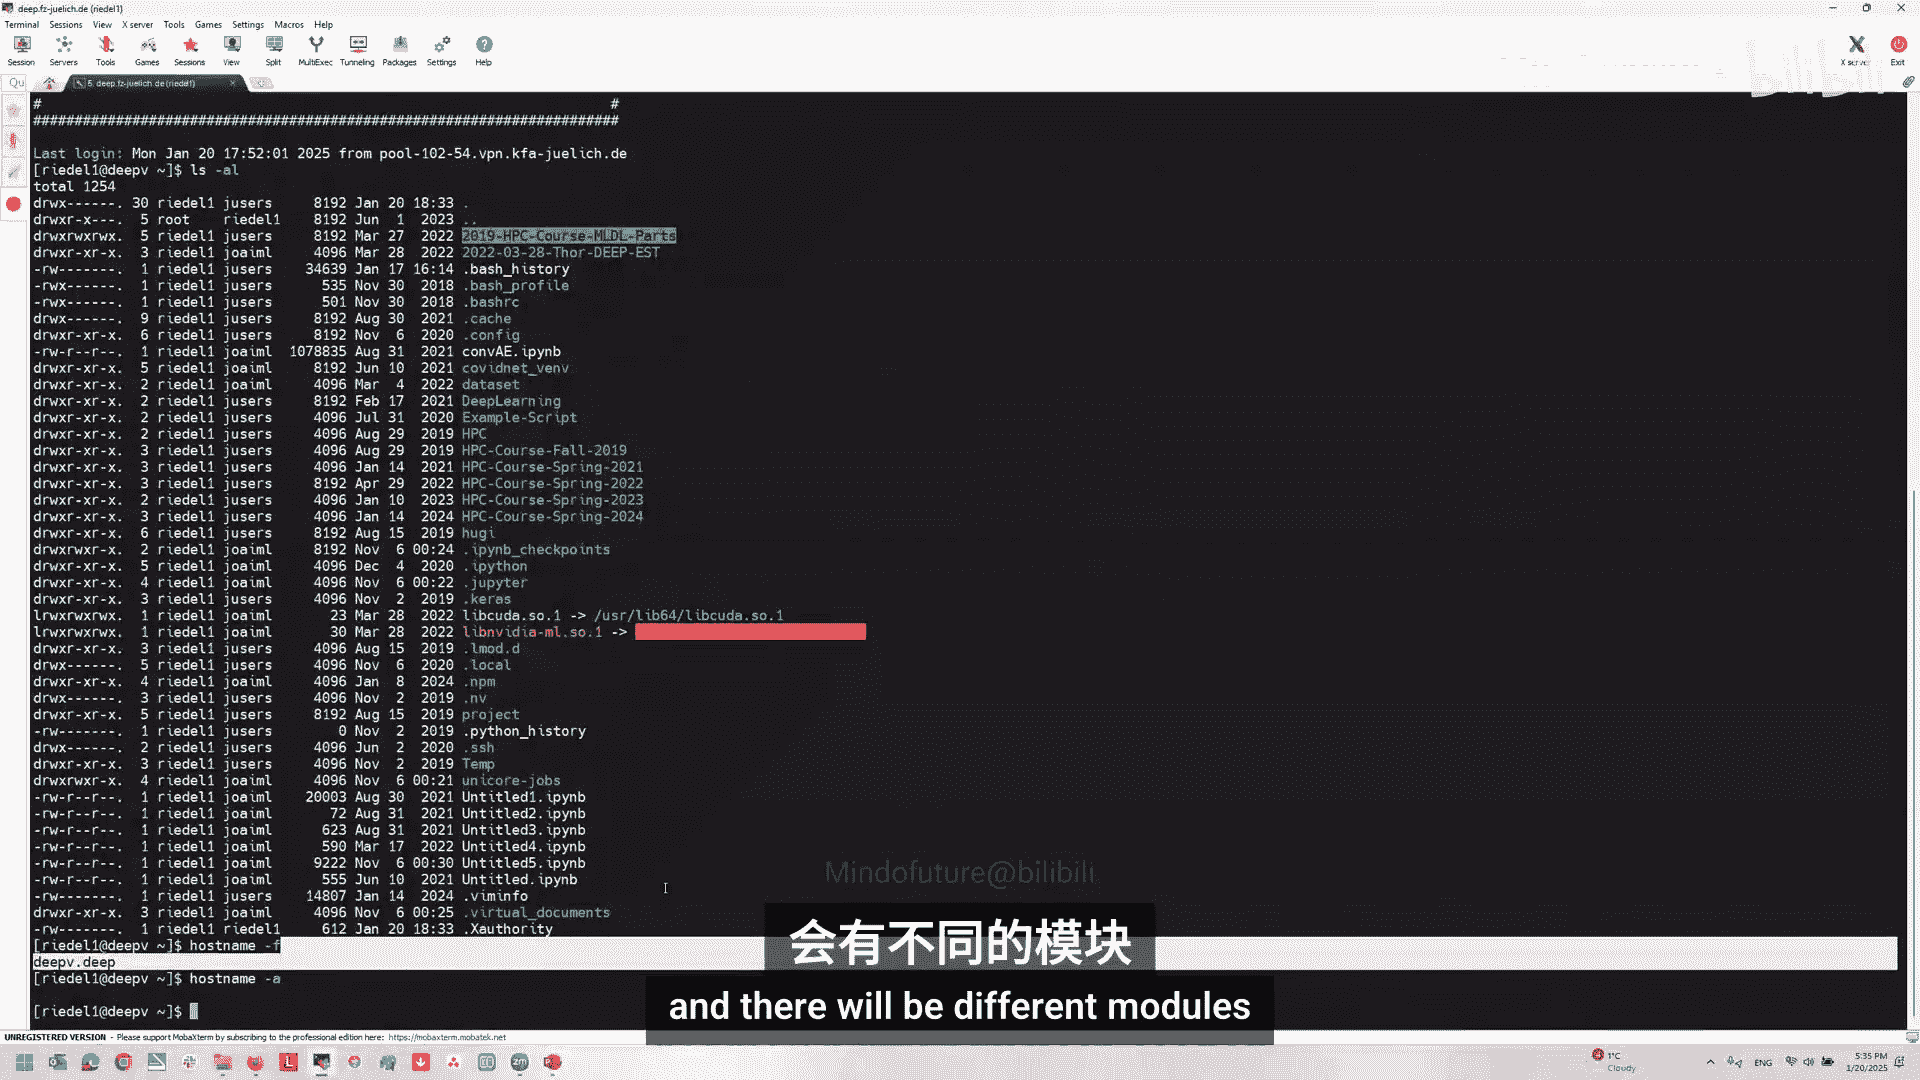 deep.fz-juelich.de (riedel1)
Terminal Sessions View X server Tools Games Settings Macros Help
Session Servers Tools Games Sessions View Split MultiExec Tunneling Packages Settings Help X server Exit
Qu 5. deep.fz-juelich.de (riedel1)
bilibili
# #
Last login: Mon Jan 20 17:52:01 2025 from pool-102-54.vpn.kfa-juelich.de
[riedel1@deepv ~]$ ls -al
total 1254
drwx------. 30 riedel1 jusers 8192 Jan 20 18:33 .
drwxr-x---. 5 root riedel1 8192 Jun 1 2023 ..
drwxrwxrwx. 5 riedel1 jusers 8192 Mar 27 2022 2019-HPC-Course-MLDL-Parts
drwxr-xr-x. 3 riedel1 joaiml 4096 Mar 28 2022 2022-03-28-Thor-DEEP-EST
-rw-------. 1 riedel1 jusers 34639 Jan 17 16:14 .bash_history
-rwx------. 1 riedel1 jusers 535 Nov 30 2018 .bash_profile
-rwx------. 1 riedel1 jusers 501 Nov 30 2018 .bashrc
drwx------. 9 riedel1 jusers 8192 Aug 30 2021 .cache
drwxr-xr-x. 6 riedel1 jusers 8192 Nov 6 2020 .config
-rw-r--r--. 1 riedel1 joaiml 1078835 Aug 31 2021 convAE.ipynb
drwxr-xr-x. 5 riedel1 joaiml 8192 Jun 10 2021 covidnet_venv
drwxr-xr-x. 2 riedel1 joaiml 4096 Mar 4 2022 dataset
drwxr-xr-x. 2 riedel1 jusers 8192 Feb 17 2021 DeepLearning
drwxr-xr-x. 2 riedel1 joaiml 4096 Jul 31 2020 Example-Script
drwxr-xr-x. 2 riedel1 jusers 4096 Aug 29 2019 HPC
drwxr-xr-x. 3 riedel1 jusers 4096 Aug 29 2019 HPC-Course-Fall-2019
drwxr-xr-x. 3 riedel1 jusers 4096 Jan 14 2021 HPC-Course-Spring-2021
drwxr-xr-x. 3 riedel1 jusers 8192 Apr 29 2022 HPC-Course-Spring-2022
drwxr-xr-x. 2 riedel1 jusers 4096 Jan 10 2023 HPC-Course-Spring-2023
drwxr-xr-x. 3 riedel1 jusers 4096 Jan 14 2024 HPC-Course-Spring-2024
drwxr-xr-x. 6 riedel1 jusers 8192 Aug 15 2019 hugi
drwxrwxr-x. 2 riedel1 joaiml 8192 Nov 6 00:24 .ipynb_checkpoints
drwxrwxr-x. 5 riedel1 joaiml 4096 Dec 4 2020 .ipython
drwxrwxr-x. 4 riedel1 joaiml 4096 Nov 6 00:22 .jupyter
drwxr-xr-x. 3 riedel1 jusers 4096 Nov 2 2019 .keras
lrwxrwxrwx. 1 riedel1 joaiml 23 Mar 28 2022 libcuda.so.1 -> /usr/lib64/libcuda.so.1
lrwxrwxrwx. 1 riedel1 joaiml 30 Mar 28 2022 libnvidia-ml.so.1 ->
drwxr-xr-x. 3 riedel1 jusers 4096 Aug 15 2019 .lmod.d
drwx------. 5 riedel1 jusers 4096 Nov 6 2020 .local
drwxr-xr-x. 4 riedel1 joaiml 4096 Jan 8 2024 .npm
drwx------. 3 riedel1 jusers 4096 Nov 2 2019 .nv
drwxr-xr-x. 5 riedel1 jusers 8192 Aug 15 2019 project
-rw-------. 1 riedel1 jusers 0 Nov 2 2019 .python_history
drwx------. 2 riedel1 jusers 4096 Jun 2 2020 .ssh
drwxr-xr-x. 3 riedel1 jusers 4096 Nov 2 2019 Temp
drwxrwxr-x. 4 riedel1 joaiml 4096 Nov 6 00:21 unicore-jobs
-rw-r--r--. 1 riedel1 joaiml 20003 Aug 30 2021 Untitled1.ipynb
-rw-r--r--. 1 riedel1 joaiml 72 Aug 31 2021 Untitled2.ipynb
-rw-r--r--. 1 riedel1 joaiml 623 Aug 31 2021 Untitled3.ipynb
-rw-r--r--. 1 riedel1 joaiml 590 Mar 17 2022 Untitled4.ipynb
-rw-r--r--. 1 riedel1 joaiml 9222 Nov 6 00:30 Untitled5.ipynb
-rw-r--r--. 1 riedel1 joaiml 555 Jun 10 2021 Untitled.ipynb
-rw-------. 1 riedel1 jusers 14807 Jan 14 2024 .viminfo
drwxr-xr-x. 3 riedel1 joaiml 4096 Nov 6 00:25 .virtual_documents
-rw-------. 1 riedel1 riedel1 612 Jan 20 18:33 .Xauthority
[riedel1@deepv ~]$ hostname -f
deepv.deep
[riedel1@deepv ~]$ hostname -a
[riedel1@deepv ~]$
Mindofuture@bilibili
会有不同的模块
and there will be different modules
UNREGISTERED VERSION - Please support MobaXterm by subscribing to the professional edition here: https://mobaxterm.mobatek.net
1°C
Cloudy
ENG
5:35 PM
1/20/2025